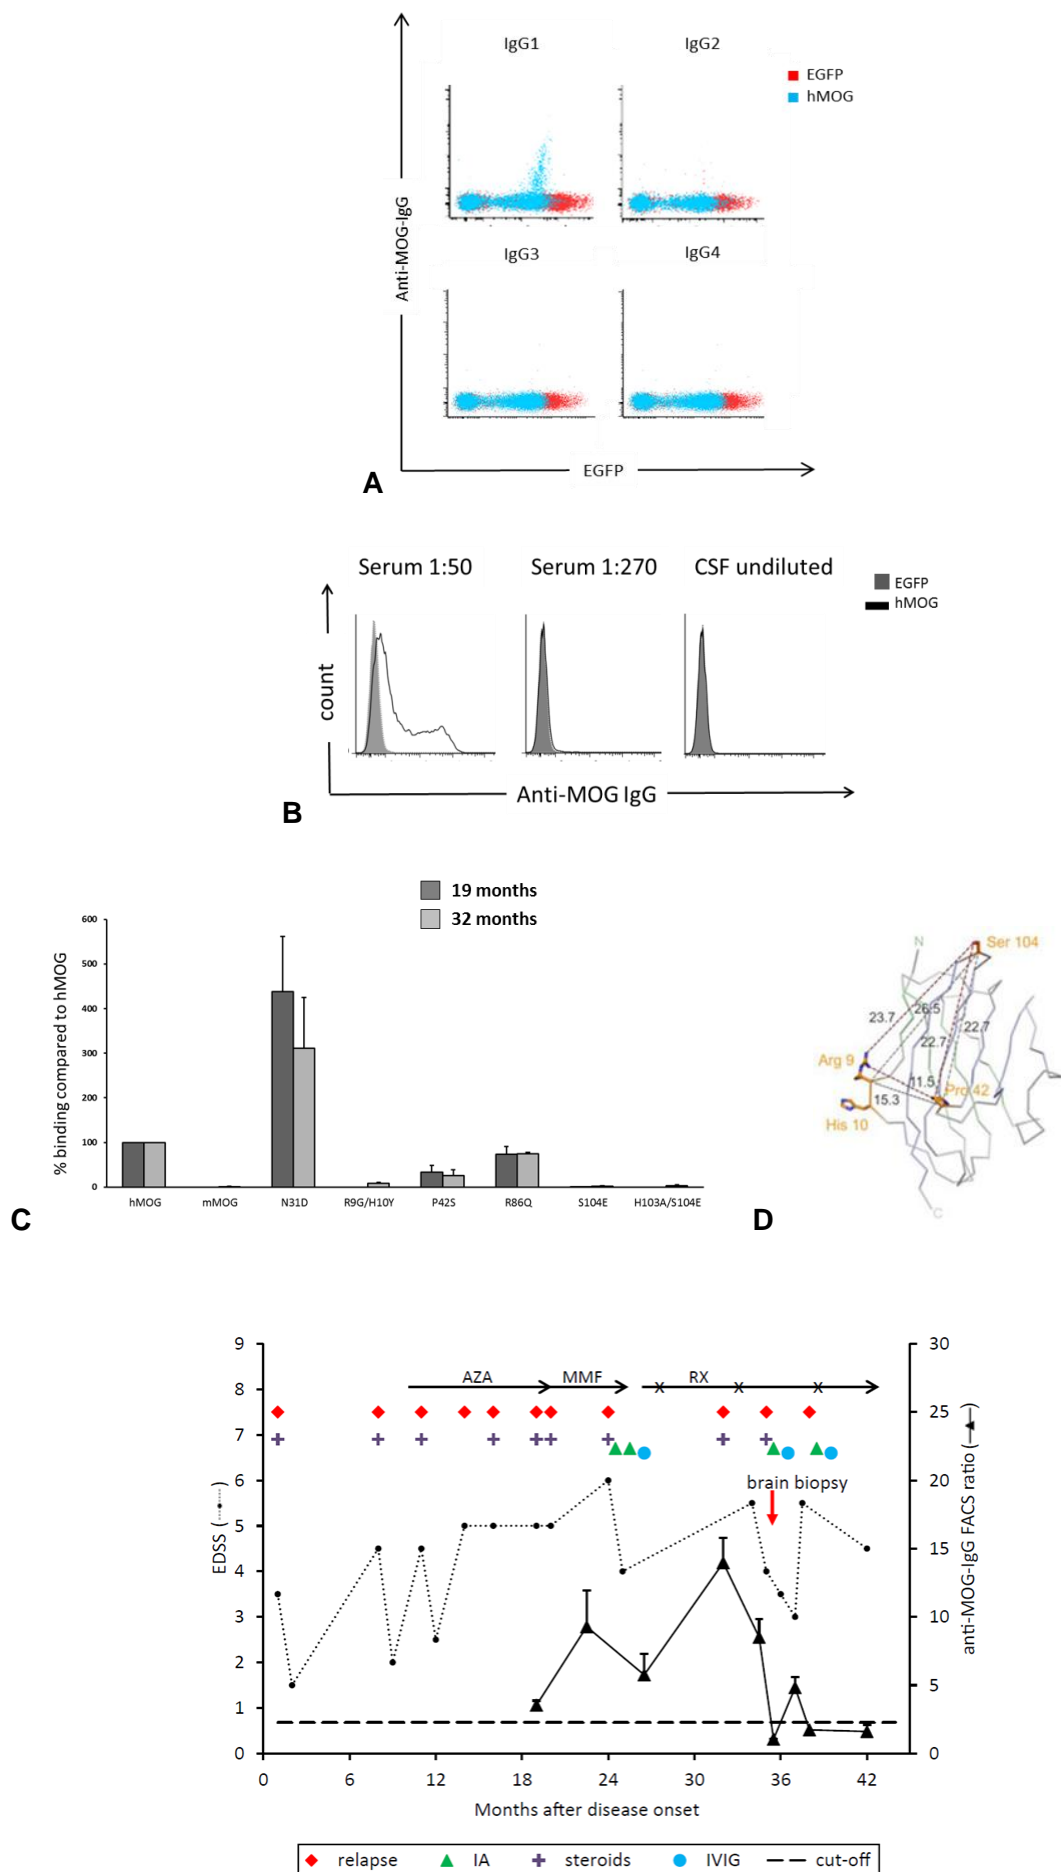 IgG1 IgG2
EGFP
hMOG
Anti-MOG-IgG
IgG3 IgG4
EGFP
A
Serum 1:50 Serum 1:270 CSF undiluted
EGFP
hMOG
count
Anti-MOG IgG
B
19 months
32 months
% binding compared to hMOG
600
500
400
300
200
100
0
hMOG mMOG N31D R9G/H10Y P42S R86Q S104E H103A/S104E
C
N
Ser 104
23.7 26.5
22.7 22.7
Arg 9
11.5 Pro 42
15.3
His 10
C
D
9 30
AZA MMF RX
8 x x x
25
7
6 20
brain biopsy
5
15
4
3 10
2
5
1
0 0
EDSS ( )
anti-MOG-IgG FACS ratio ( )
0 6 12 18 24 30 36 42
Months after disease onset
relapse IA steroids IVIG cut-off